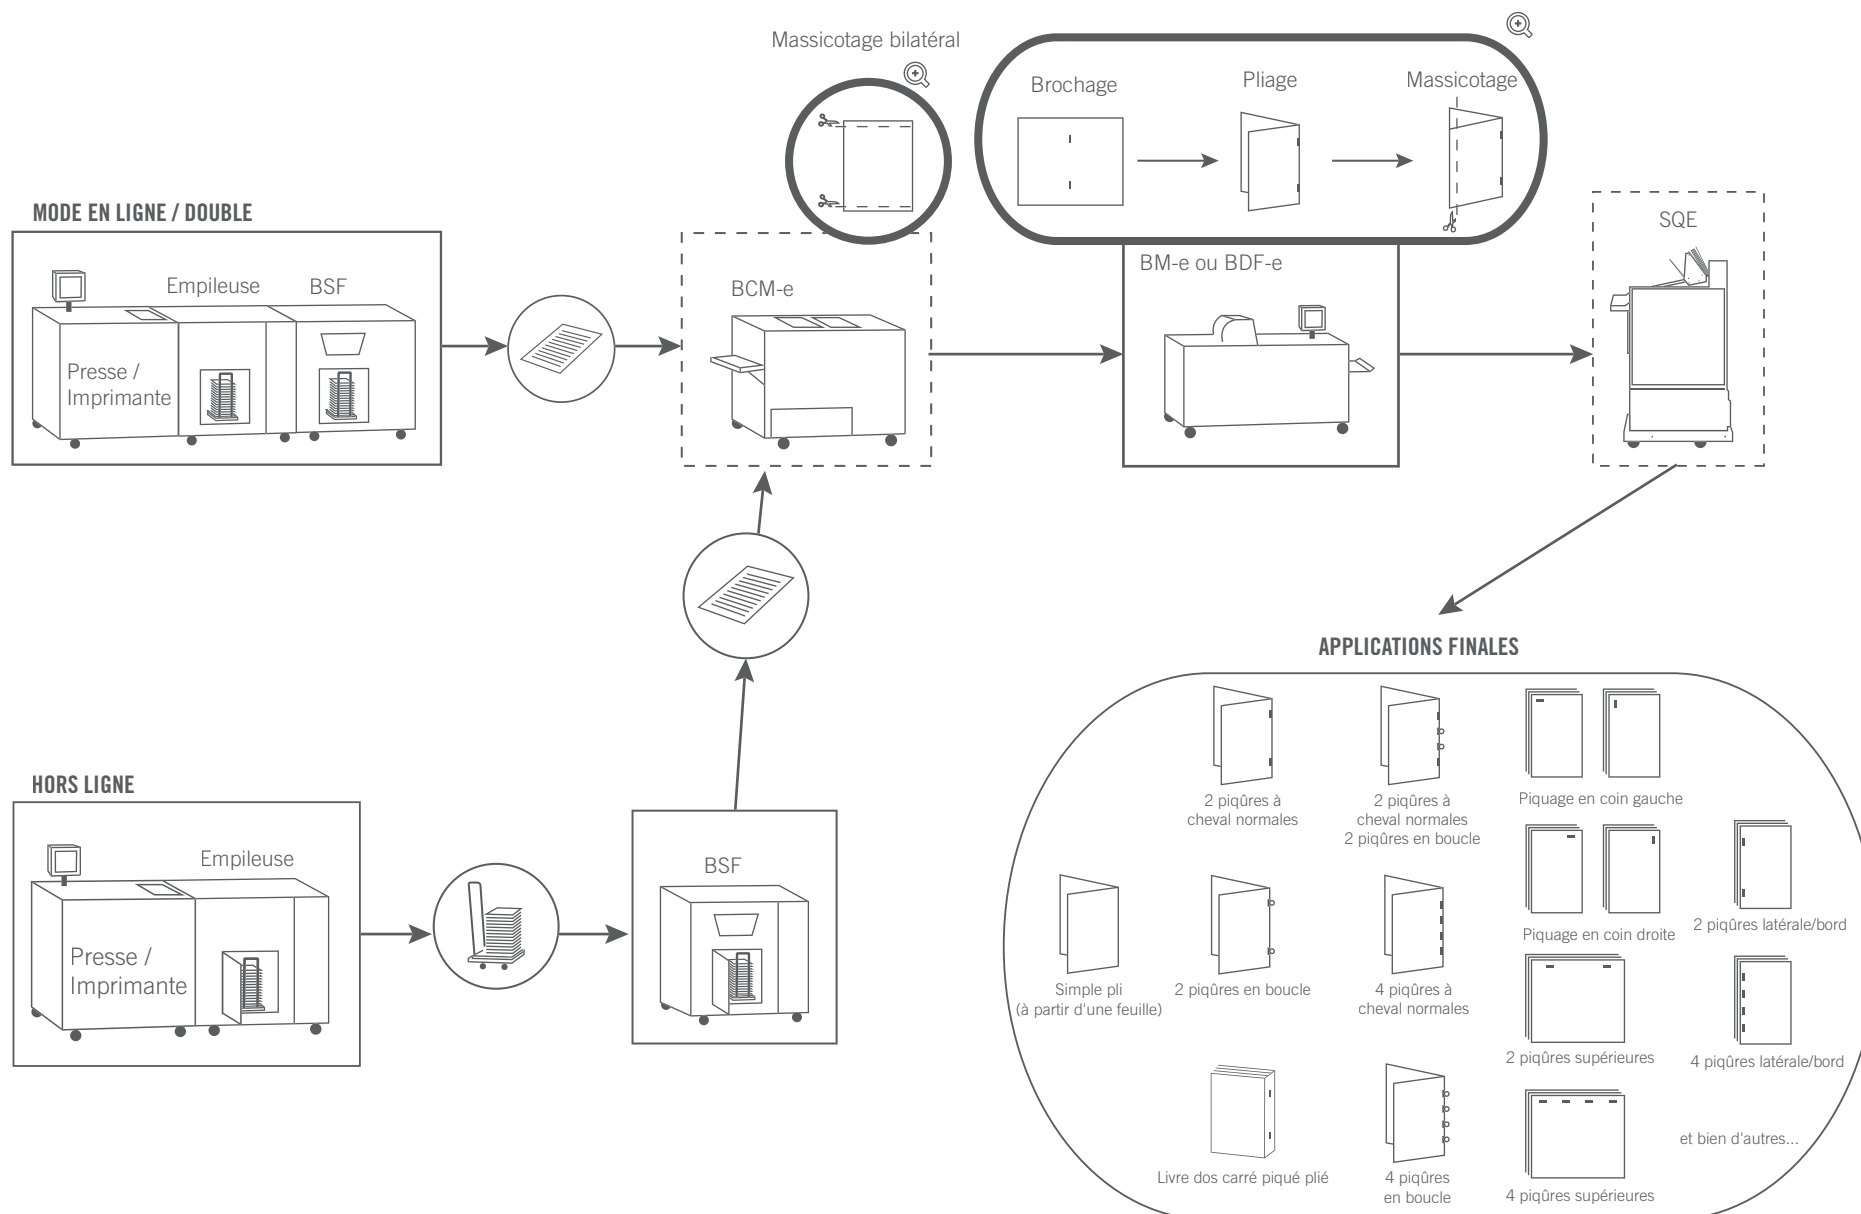 Massicotage bilatéral
Brochage
Pliage
Massicotage
MODE EN LIGNE / DOUBLE
Empileuse
BSF
Presse /
Imprimante
BCM-e
BM-e ou BDF-e
SQE
HORS LIGNE
Empileuse
Presse /
Imprimante
BSF
APPLICATIONS FINALES
2 piqûres à
cheval normales
2 piqûres à
cheval normales
2 piqûres en boucle
Piquage en coin gauche
Piquage en coin droite
2 piqûres latérale/bord
Simple pli
(à partir d'une feuille)
2 piqûres en boucle
4 piqûres à
cheval normales
2 piqûres supérieures
4 piqûres latérale/bord
Livre dos carré piqué plié
4 piqûres
en boucle
4 piqûres supérieures
et bien d'autres...